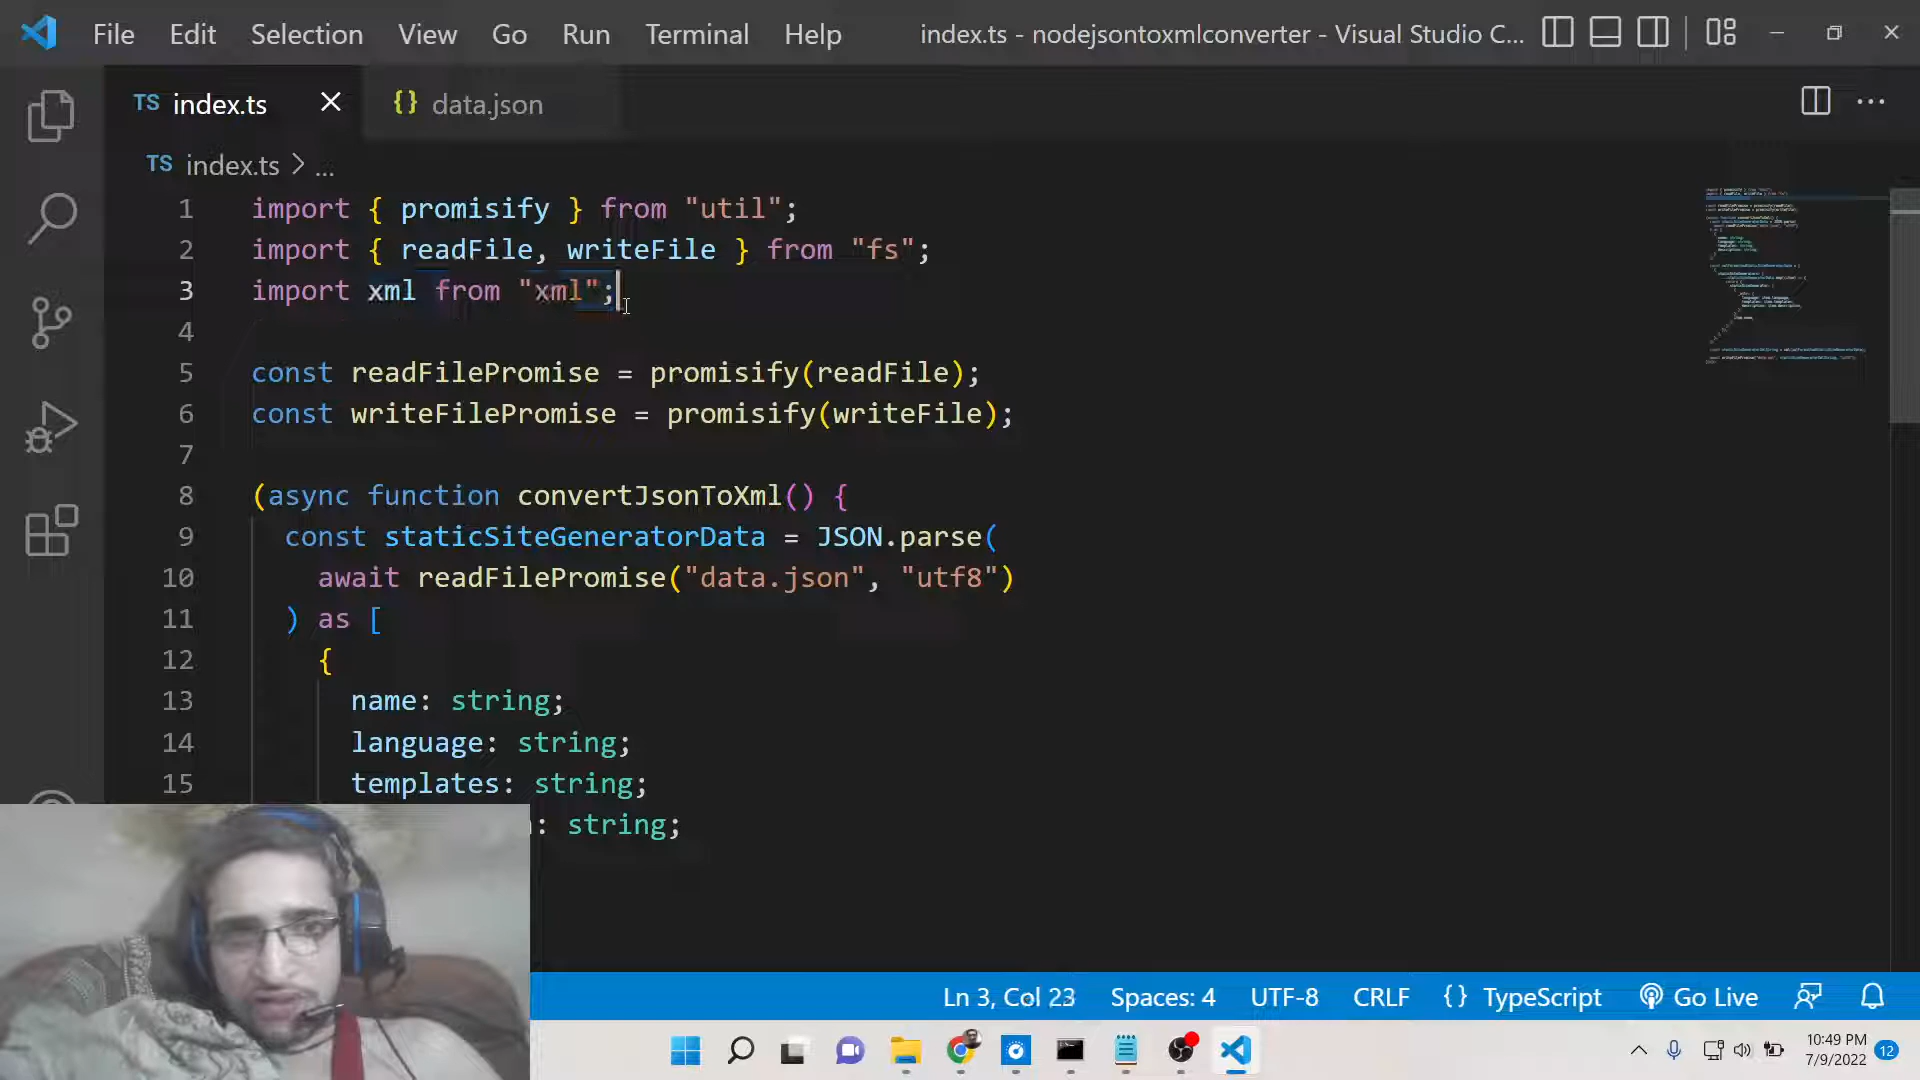 File Edit Selection View Go Run Terminal Help index.ts - nodejsontoxmlconverter - Visual Studio C...
TS index.ts {} data.json
TS index.ts > ...
1 import { promisify } from "util";
2 import { readFile, writeFile } from "fs";
3 import xml from "xml";
4
5 const readFilePromise = promisify(readFile);
6 const writeFilePromise = promisify(writeFile);
7
8 (async function convertJsonToXml() {
9 const staticSiteGeneratorData = JSON.parse(
10 await readFilePromise("data.json", "utf8")
11 ) as [
12 {
13 name: string;
14 language: string;
15 templates: string;
: string;
Ln 3, Col 23 Spaces: 4 UTF-8 CRLF {} TypeScript Go Live
10:49 PM
7/9/2022
12